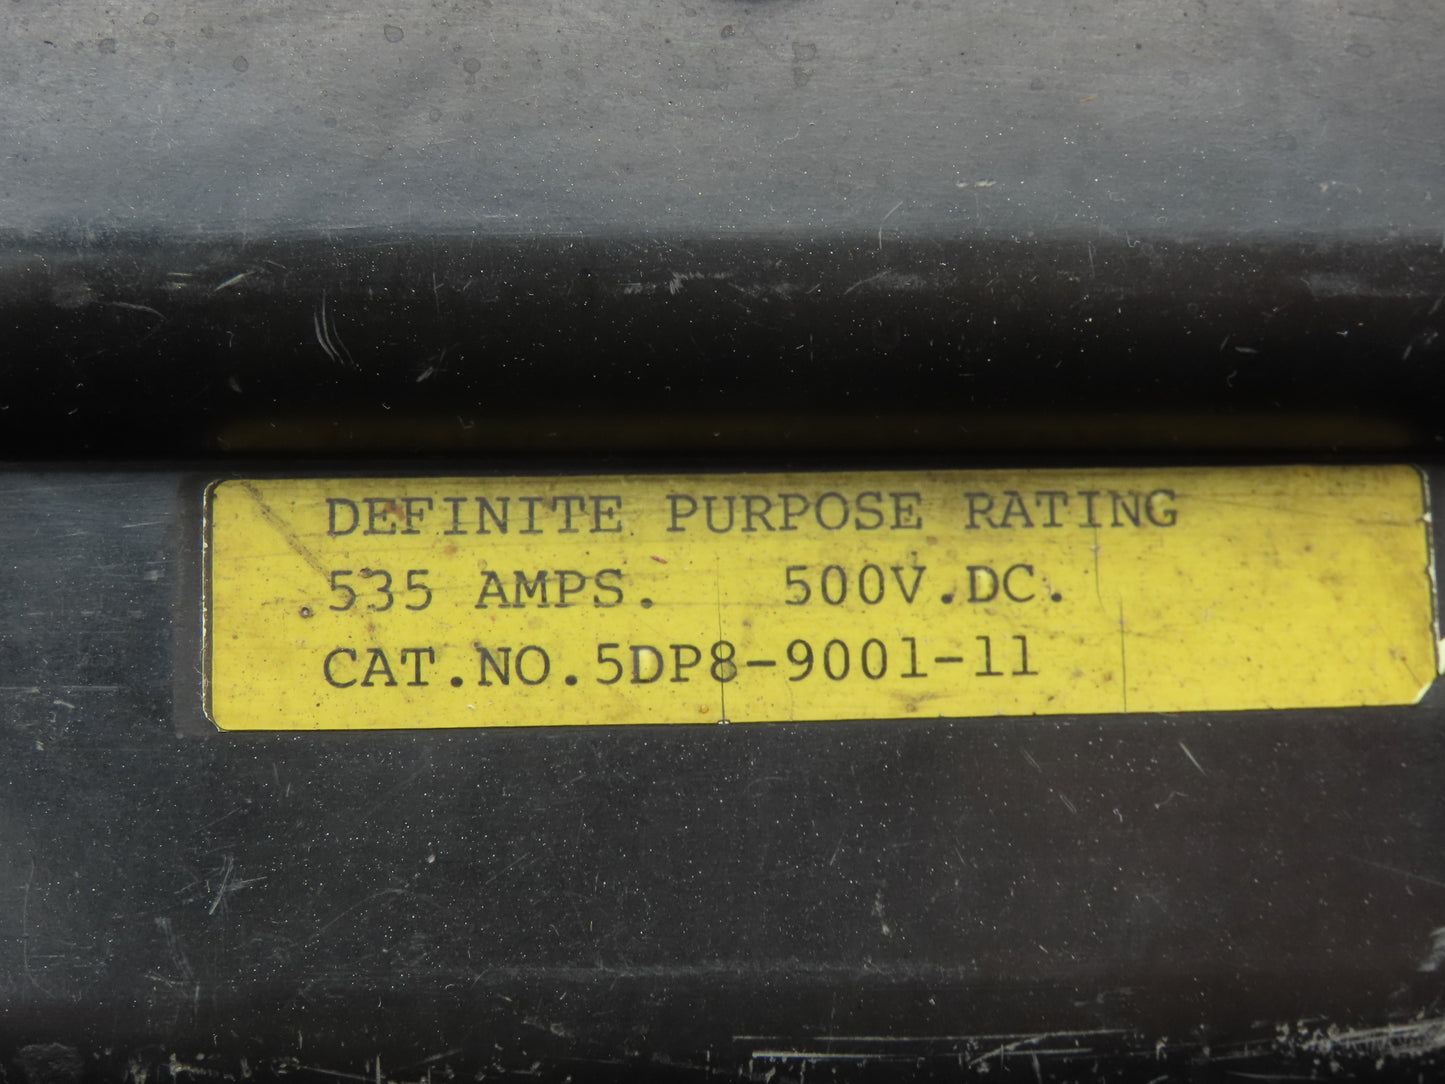 DEFINITE PURPOSE RATING
535 AMPS. 500V.DC.
CAT.NO.5DP8-9001-11